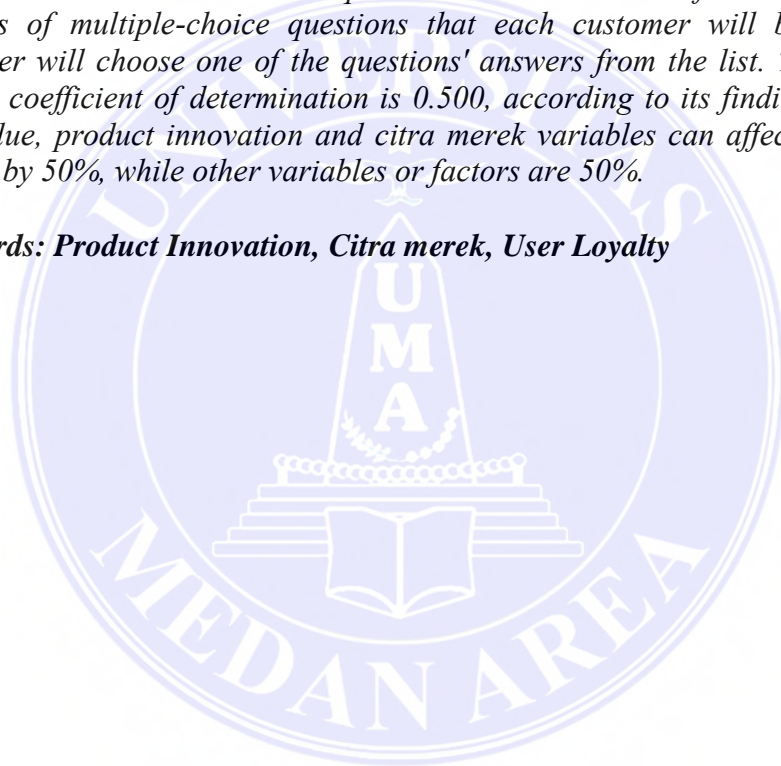 s of multiple-choice questions that each customer will b
er will choose one of the questions' answers from the list.
coefficient of determination is 0.500, according to its findi
lue, product innovation and citra merek variables can affec
by 50%, while other variables or factors are 50%.
rds: Product Innovation, Citra merek, User Loyalty
UNIVERSITAS
UMA
MEDAN AREA